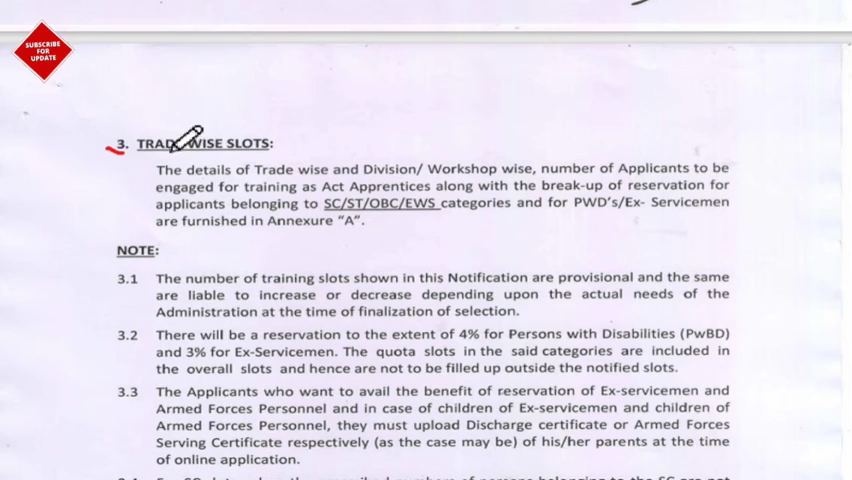 SUBSCRIBE
FOR
UPDATE
3. TRADE WISE SLOTS:
The details of Trade wise and Division/ Workshop wise, number of Applicants to be
engaged for training as Act Apprentices along with the break-up of reservation for
applicants belonging to SC/ST/OBC/EWS categories and for PWD's/Ex- Servicemen
are furnished in Annexure “A”.
NOTE:
3.1 The number of training slots shown in this Notification are provisional and the same
are liable to increase or decrease depending upon the actual needs of the
Administration at the time of finalization of selection.
3.2 There will be a reservation to the extent of 4% for Persons with Disabilities (PwBD)
and 3% for Ex-Servicemen. The quota slots in the said categories are included in
the overall slots and hence are not to be filled up outside the notified slots.
3.3 The Applicants who want to avail the benefit of reservation of Ex-servicemen and
Armed Forces Personnel and in case of children of Ex-servicemen and children of
Armed Forces Personnel, they must upload Discharge certificate or Armed Forces
Serving Certificate respectively (as the case may be) of his/her parents at the time
of online application.